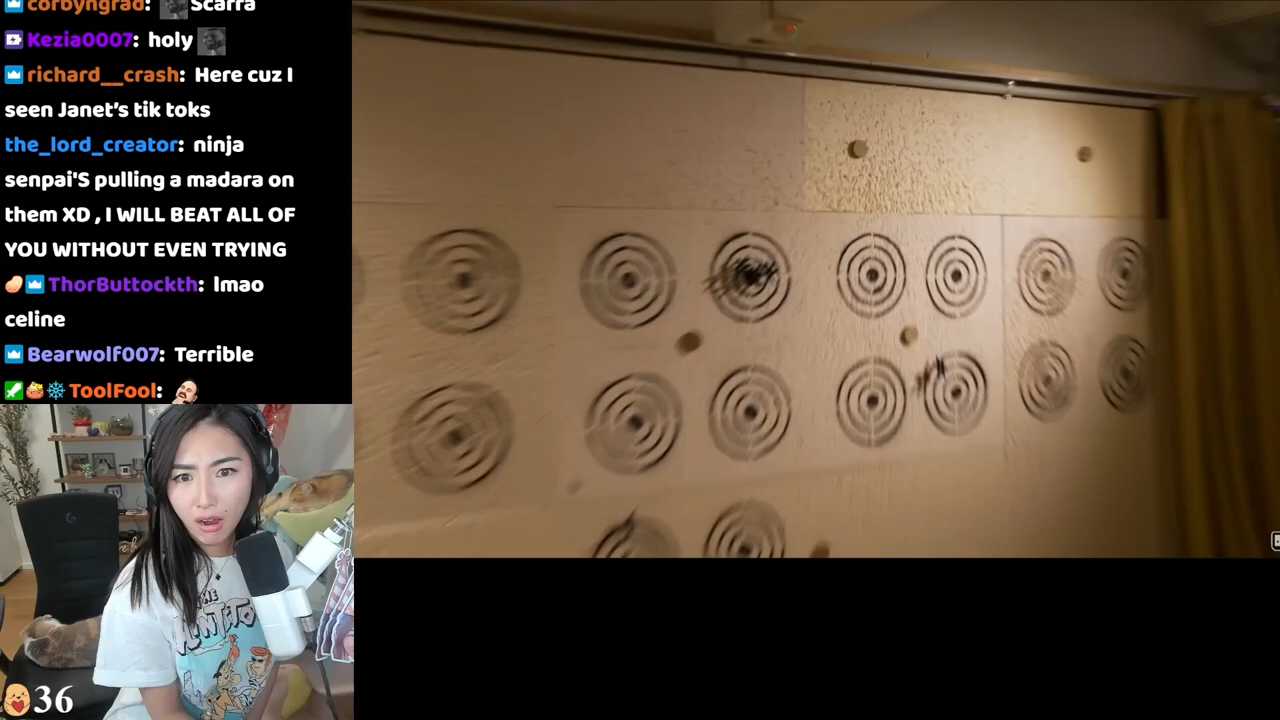 corbyngrad: Scarra
Kezia0007: holy
richard__crash: Here cuz I
seen Janet's tik toks
the_lord_creator: ninja
senpai'S pulling a madara on
them XD , I WILL BEAT ALL OF
YOU WITHOUT EVEN TRYING
ThorButtockth: lmao
celine
Bearwolf007: Terrible
ToolFool:
THE
36